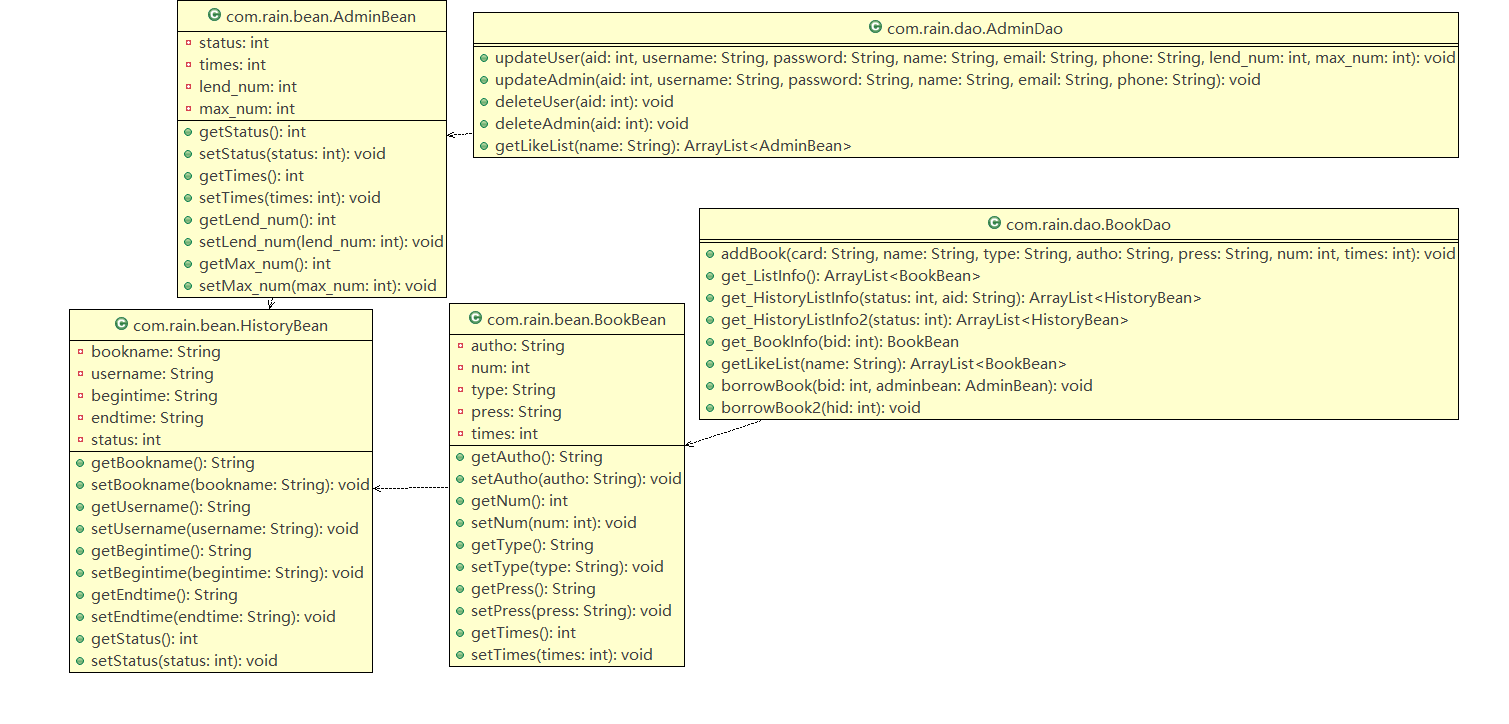 com.rain.bean.AdminBean
status: int
times: int
lend_num: int
max_num: int
getStatus(): int
setStatus(status: int): void
getTimes(): int
setTimes(times: int): void
getLend_num(): int
setLend_num(lend_num: int): void
getMax_num(): int
setMax_num(max_num: int): void
com.rain.dao.AdminDao
updateUser(aid: int, username: String, password: String, name: String, email: String, phone: String, lend_num: int, max_num: int): void
updateAdmin(aid: int, username: String, password: String, name: String, email: String, phone: String): void
deleteUser(aid: int): void
deleteAdmin(aid: int): void
getLikeList(name: String): ArrayList<AdminBean>
com.rain.dao.BookDao
addBook(card: String, name: String, type: String, autho: String, press: String, num: int, times: int): void
get_ListInfo(): ArrayList<BookBean>
get_HistoryListInfo(status: int, aid: String): ArrayList<HistoryBean>
get_HistoryListInfo2(status: int): ArrayList<HistoryBean>
get_BookInfo(bid: int): BookBean
getLikeList(name: String): ArrayList<BookBean>
borrowBook(bid: int, adminbean: AdminBean): void
borrowBook2(hid: int): void
com.rain.bean.HistoryBean
bookname: String
username: String
begintime: String
endtime: String
status: int
getBookname(): String
setBookname(bookname: String): void
getUsername(): String
setUsername(username: String): void
getBegintime(): String
setBegintime(begintime: String): void
getEndtime(): String
setEndtime(endtime: String): void
getStatus(): int
setStatus(status: int): void
com.rain.bean.BookBean
autho: String
num: int
type: String
press: String
times: int
getAutho(): String
setAutho(autho: String): void
getNum(): int
setNum(num: int): void
getType(): String
setType(type: String): void
getPress(): String
setPress(press: String): void
getTimes(): int
setTimes(times: int): void